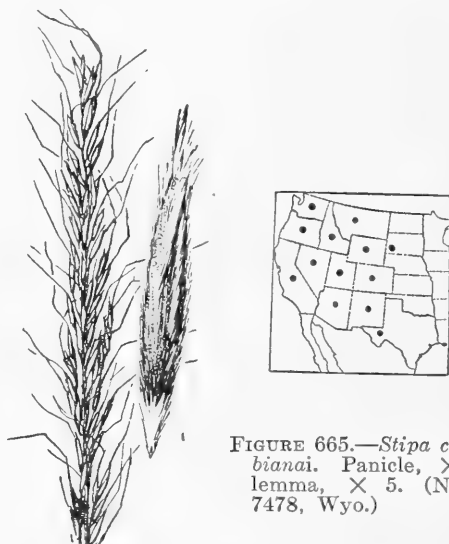 FIGURE 665.—Stipa c
bianai. Panicle, ×
lemma, × 5. (N
7478, Wyo.)